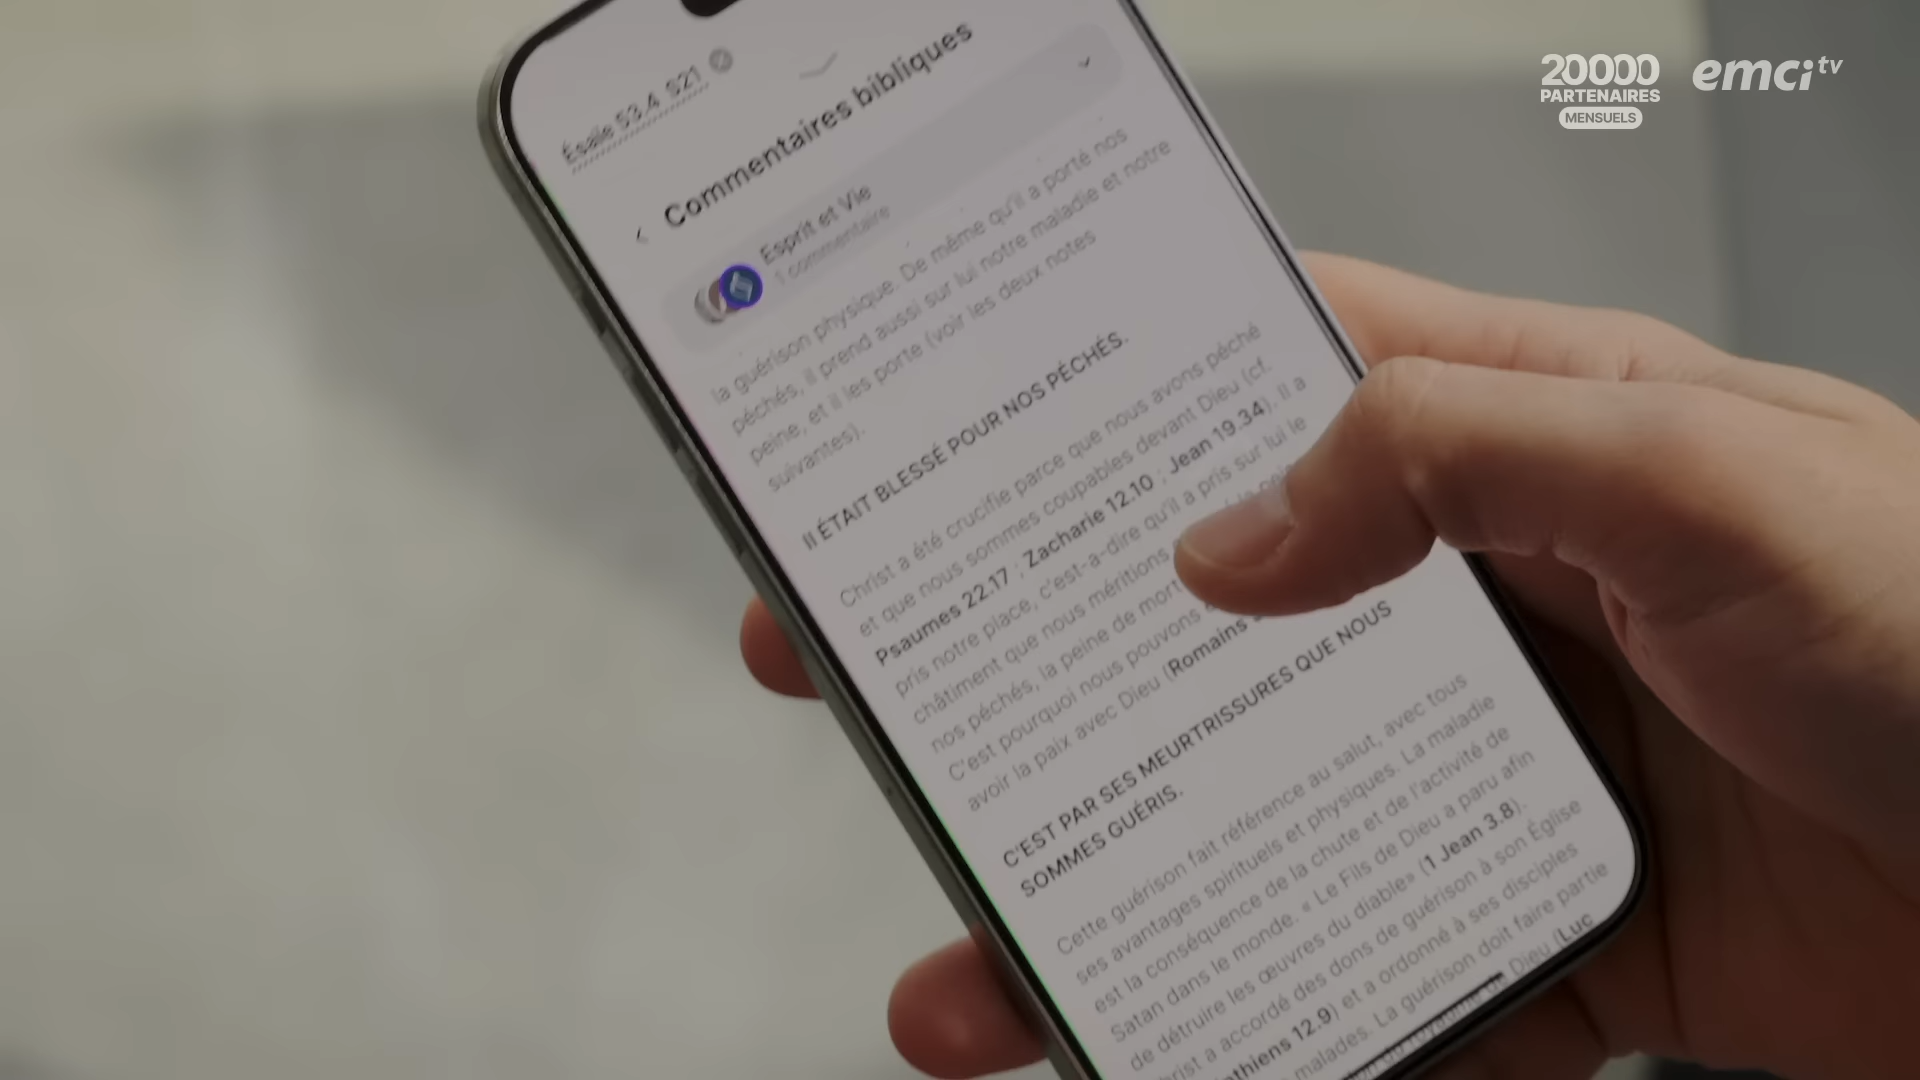 20000
PARTENAIRES
MENSUELS
emci tv
Ésaïe 53.4 S21
Commentaires bibliques
Esprit et Vie
1 commentaire
la guérison physique. De même qu'il a porté nos
péchés, il prend aussi sur lui notre maladie et notre
peine, et il les porte (voir les deux notes
suivantes).
Il ÉTAIT BLESSÉ POUR NOS PÉCHÉS.
Christ a été crucifié parce que nous avons péché
et que nous sommes coupables devant Dieu (cf.
Psaumes 22.17 ; Zacharie 12.10 ; Jean 19.34). Il a
pris notre place, c'est-a-dire qu'il a pris sur lui le
châtiment que nous méritions
nos péchés, la peine de mort
C'est pourquoi nous pouvons
avoir la paix avec Dieu (Romains
C'EST PAR SES MEURTRISSURES QUE NOUS
SOMMES GUÉRIS.
Cette guérison fait référence au salut, avec tous
ses avantages spirituels et physiques. La maladie
est la conséquence de la chute et de l'activité de
Satan dans le monde. « Le Fils de Dieu a paru afin
de détruire les œuvres du diable» (1 Jean 3.8).
hrist a accordé des dons de guérison à son Église
nthiens 12.9) et a ordonné à ses disciples
malades. La guérison doit faire partie
Dieu (Luc